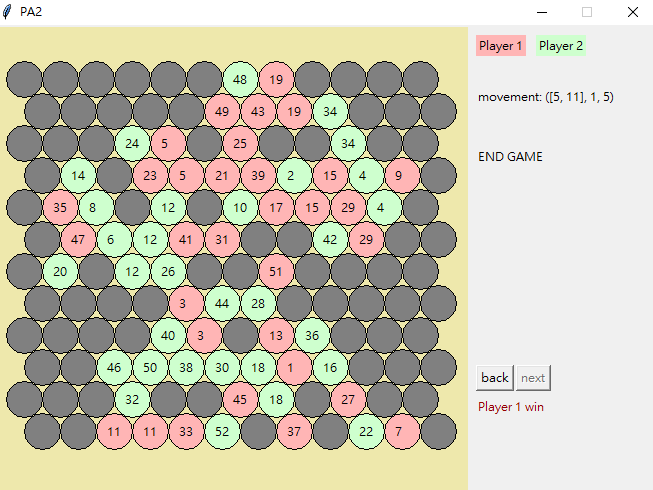 PA2
Player 1 Player 2
48 19
49 43 19 34
movement: ([5, 11], 1, 5)
24 5 25 34
END GAME
14 23 5 21 39 2 15 4 9
35 8 12 10 17 15 29 4
47 6 12 41 31 42 29
20 12 26 51
3 44 28
40 3 13 36
46 50 38 30 18 1 16
back next
32 45 18 27
Player 1 win
11 11 33 52 37 22 7